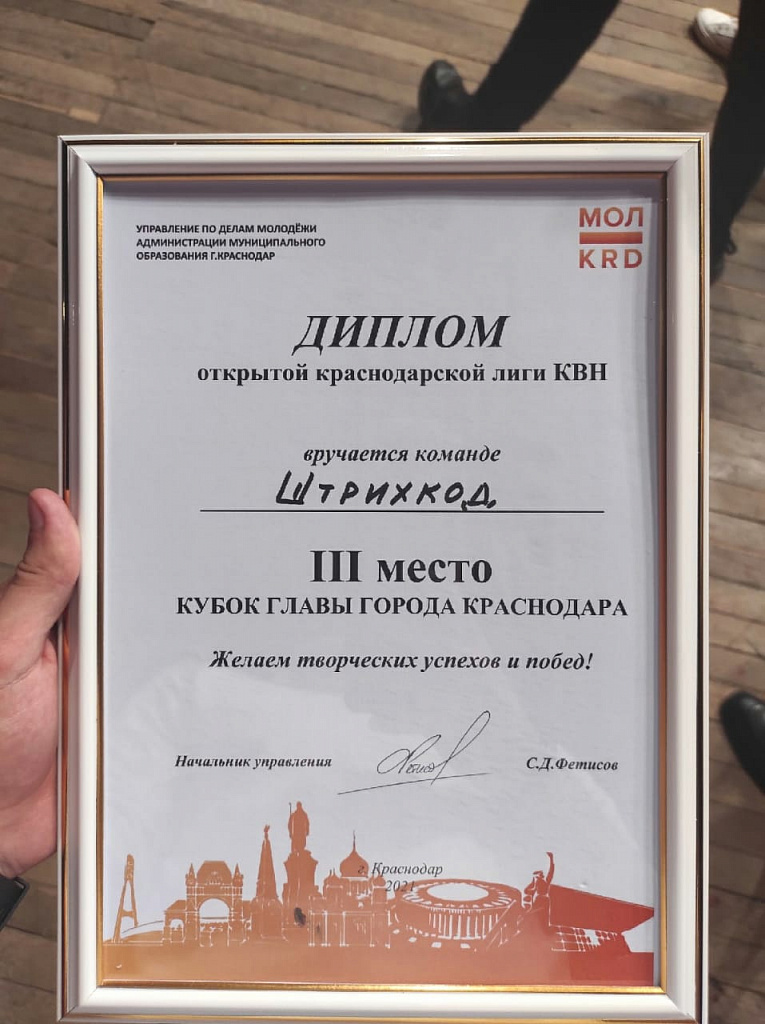 УПРАВЛЕНИЕ ПО ДЕЛАМ МОЛОДЁЖИ
АДМИНИСТРАЦИИ МУНИЦИПАЛЬНОГО
ОБРАЗОВАНИЯ Г.КРАСНОДАР
МОЛ
KRD
ДИПЛОМ
открытой краснодарской лиги КВН
вручается команде
Штрихкод
III место
КУБОК ГЛАВЫ ГОРОДА КРАСНОДАРА
Желаем творческих успехов и побед!
Начальник управления
С.Д.Фетисов
г. Краснодар
2021